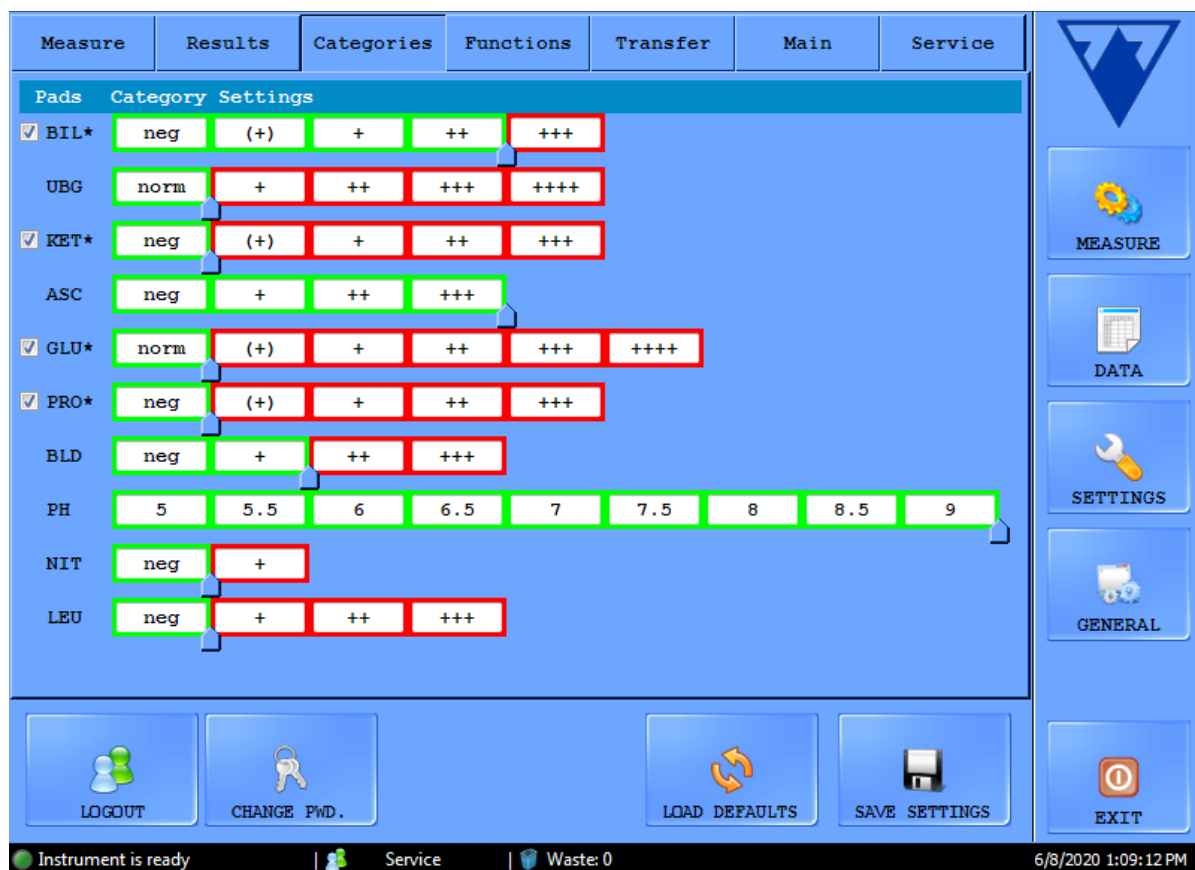 Measure Results Categories Functions Transfer Main Service
Pads Category Settings
BIL★ neg (+) + ++ +++
UBG norm + ++ +++ ++++
KET★ neg (+) + ++ +++
ASC neg + ++ +++
GLU★ norm (+) + ++ +++ ++++
PRO★ neg (+) + ++ +++
BLD neg + ++ +++
PH 5 5.5 6 6.5 7 7.5 8 8.5 9
NIT neg +
LEU neg + ++ +++
MEASURE
DATA
SETTINGS
GENERAL
LOGOUT CHANGE PWD. LOAD DEFAULTS SAVE SETTINGS EXIT
Instrument is ready | Service | Waste: 0 6/8/2020 1:09:12 PM